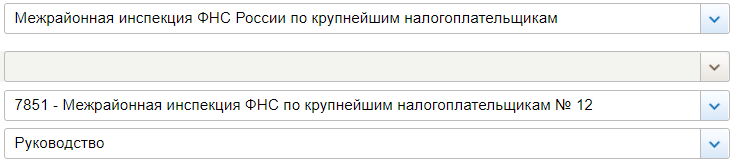 Межрайонная инспекция ФНС России по крупнейшим налогоплательщикам
7851 - Межрайонная инспекция ФНС по крупнейшим налогоплательщикам № 12
Руководство